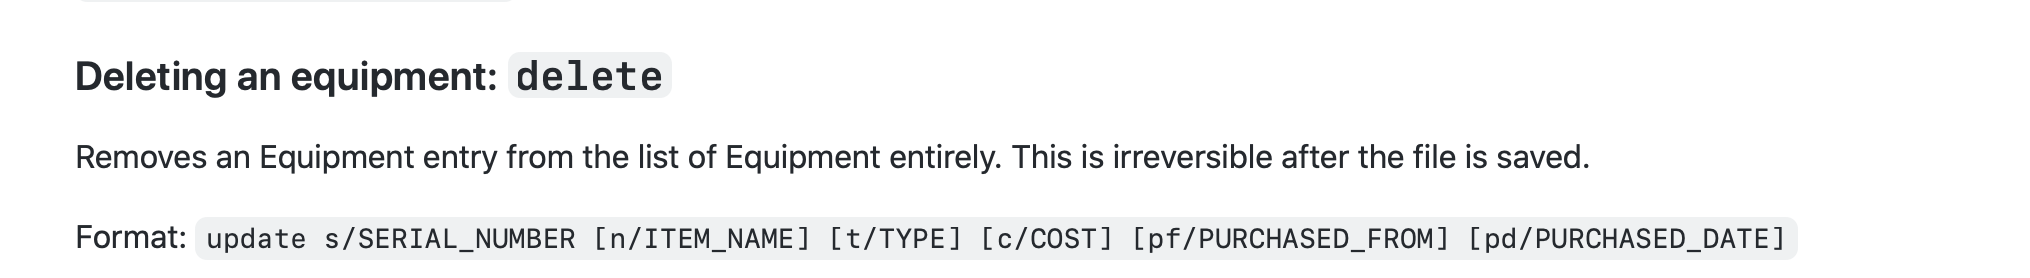 Deleting an equipment: delete
Removes an Equipment entry from the list of Equipment entirely. This is irreversible after the file is saved.
Format: update s/SERIAL_NUMBER [n/ITEM_NAME] [t/TYPE] [c/COST] [pf/PURCHASED_FROM] [pd/PURCHASED_DATE]